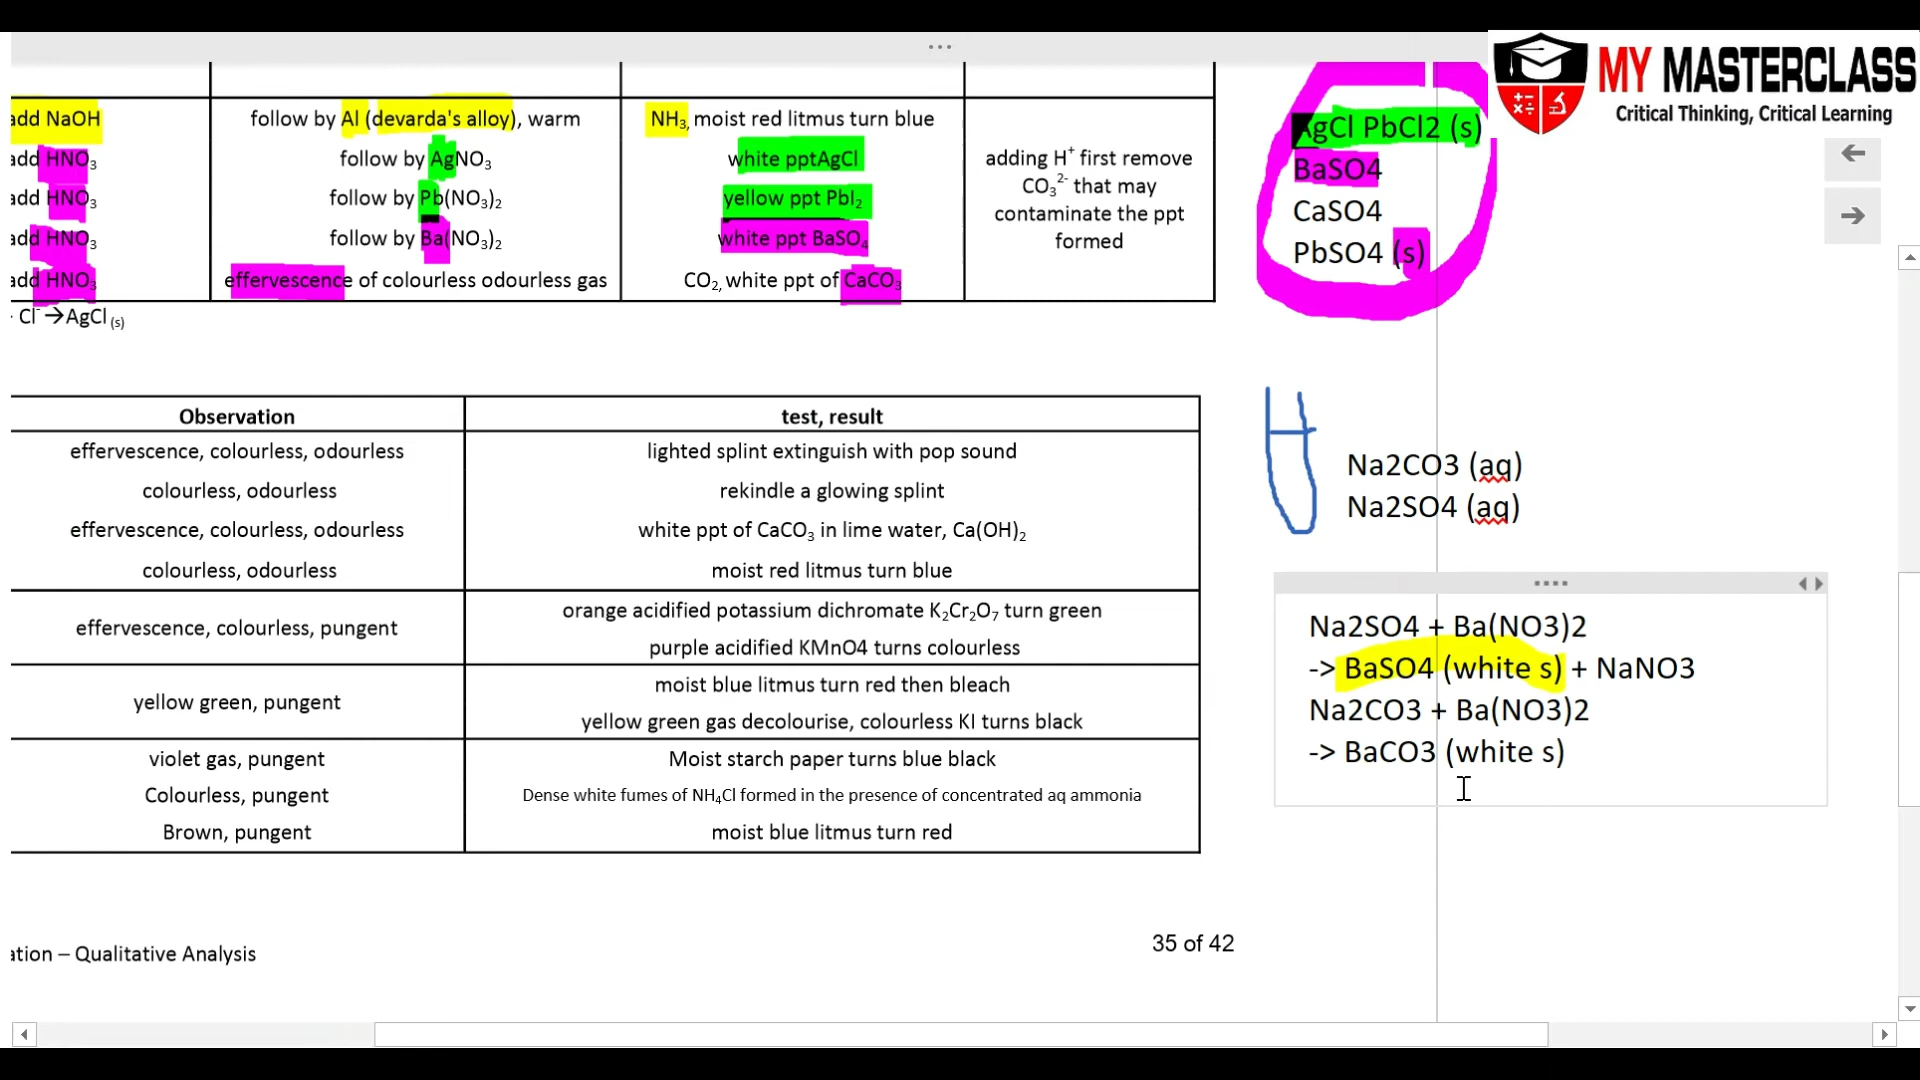 ...
MY MASTERCLASS
Critical Thinking, Critical Learning
add NaOH follow by Al (devarda's alloy), warm NH₃, moist red litmus turn blue
add HNO₃ follow by AgNO₃ white pptAgCl
add HNO₃ follow by Pb(NO₃)₂ yellow ppt PbI₂
add HNO₃ follow by Ba(NO₃)₂ white ppt BaSO₄
add HNO₃ effervescence of colourless odourless gas CO₂, white ppt of CaCO₃
adding H⁺ first remove
CO₃²⁻ that may
contaminate the ppt
formed
Cl⁻ →AgCl (s)
AgCl PbCl2 (s)
BaSO4
CaSO4
PbSO4 (s)
Observation test, result
effervescence, colourless, odourless lighted splint extinguish with pop sound
colourless, odourless rekindle a glowing splint
effervescence, colourless, odourless white ppt of CaCO₃ in lime water, Ca(OH)₂
colourless, odourless moist red litmus turn blue
effervescence, colourless, pungent orange acidified potassium dichromate K₂Cr₂O₇ turn green
purple acidified KMnO4 turns colourless
yellow green, pungent moist blue litmus turn red then bleach
yellow green gas decolourise, colourless KI turns black
violet gas, pungent Moist starch paper turns blue black
Colourless, pungent Dense white fumes of NH₄Cl formed in the presence of concentrated aq ammonia
Brown, pungent moist blue litmus turn red
Na2CO3 (aq)
Na2SO4 (aq)
Na2SO4 + Ba(NO3)2
-> BaSO4 (white s) + NaNO3
Na2CO3 + Ba(NO3)2
-> BaCO3 (white s)
ation – Qualitative Analysis
35 of 42